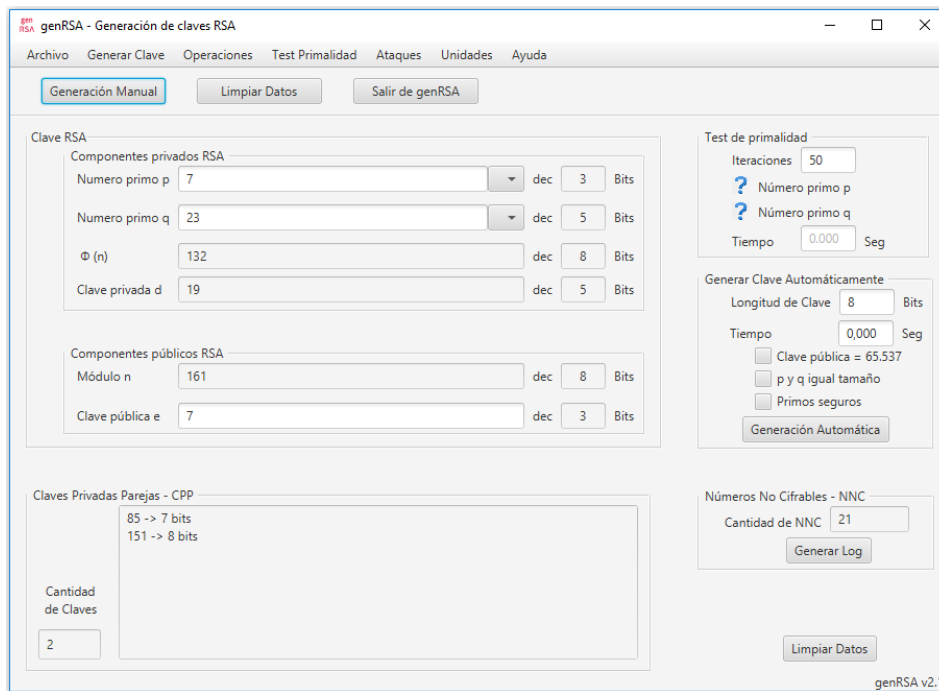 gen
RSA
genRSA - Generación de claves RSA
Archivo Generar Clave Operaciones Test Primalidad Ataques Unidades Ayuda
Generación Manual Limpiar Datos Salir de genRSA
Clave RSA
Componentes privados RSA
Numero primo p 7 dec 3 Bits
Numero primo q 23 dec 5 Bits
Φ (n) 132 dec 8 Bits
Clave privada d 19 dec 5 Bits
Componentes públicos RSA
Módulo n 161 dec 8 Bits
Clave pública e 7 dec 3 Bits
Test de primalidad
Iteraciones 50
? Número primo p
? Número primo q
Tiempo 0.000 Seg
Generar Clave Automáticamente
Longitud de Clave 8 Bits
Tiempo 0,000 Seg
Clave pública = 65.537
p y q igual tamaño
Primos seguros
Generación Automática
Claves Privadas Parejas - CPP
85 -> 7 bits
151 -> 8 bits
Cantidad
de Claves
2
Números No Cifrables - NNC
Cantidad de NNC 21
Generar Log
Limpiar Datos
genRSA v2.